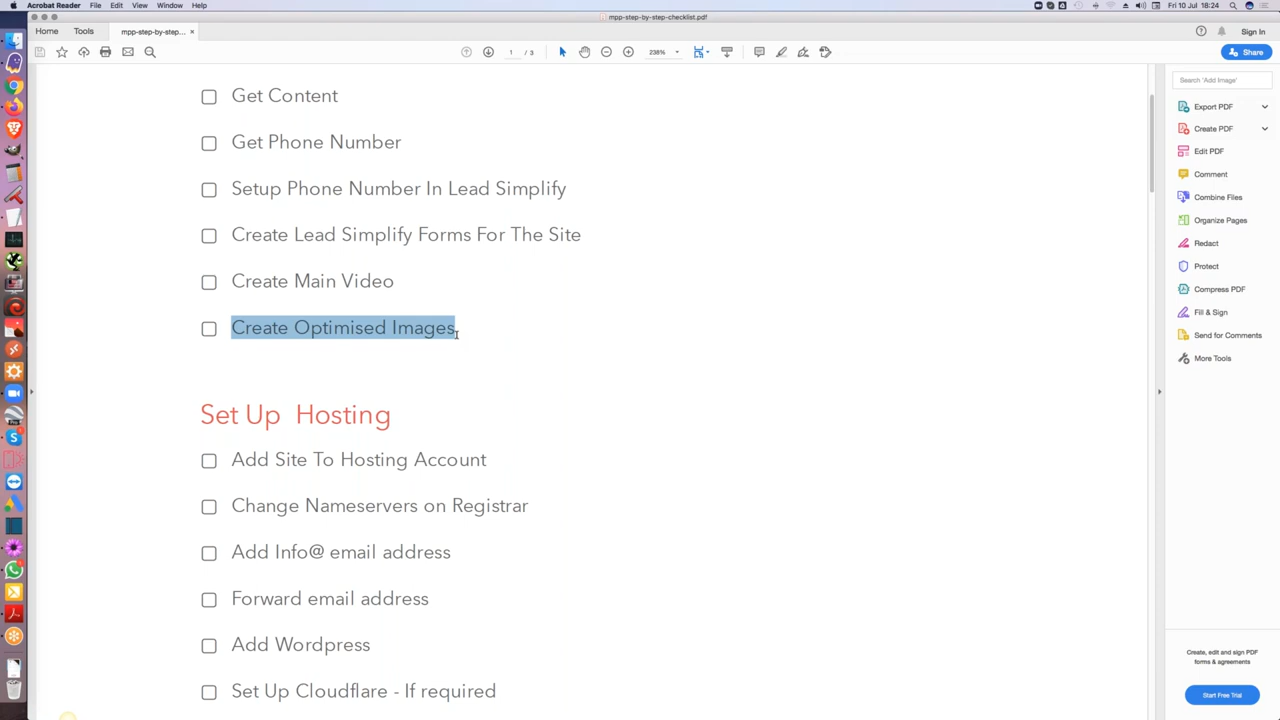 Acrobat Reader File Edit View Window Help Fri 10 Jul 18:24
mpp-step-by-step-checklist.pdf
Home Tools mpp-step-by-step... × Sign In
1 / 3 238% Share
Search 'Add Image'
Get Content
Export PDF
Create PDF
Get Phone Number
Edit PDF
Comment
Setup Phone Number In Lead Simplify
Combine Files
Organize Pages
Create Lead Simplify Forms For The Site
Redact
Protect
Create Main Video
Compress PDF
Fill & Sign
Create Optimised Images
Send for Comments
More Tools
Set Up Hosting
Add Site To Hosting Account
Change Nameservers on Registrar
Add Info@ email address
Forward email address
Add Wordpress
Set Up Cloudflare - If required
Create, edit and sign PDF
forms & agreements
Start Free Trial